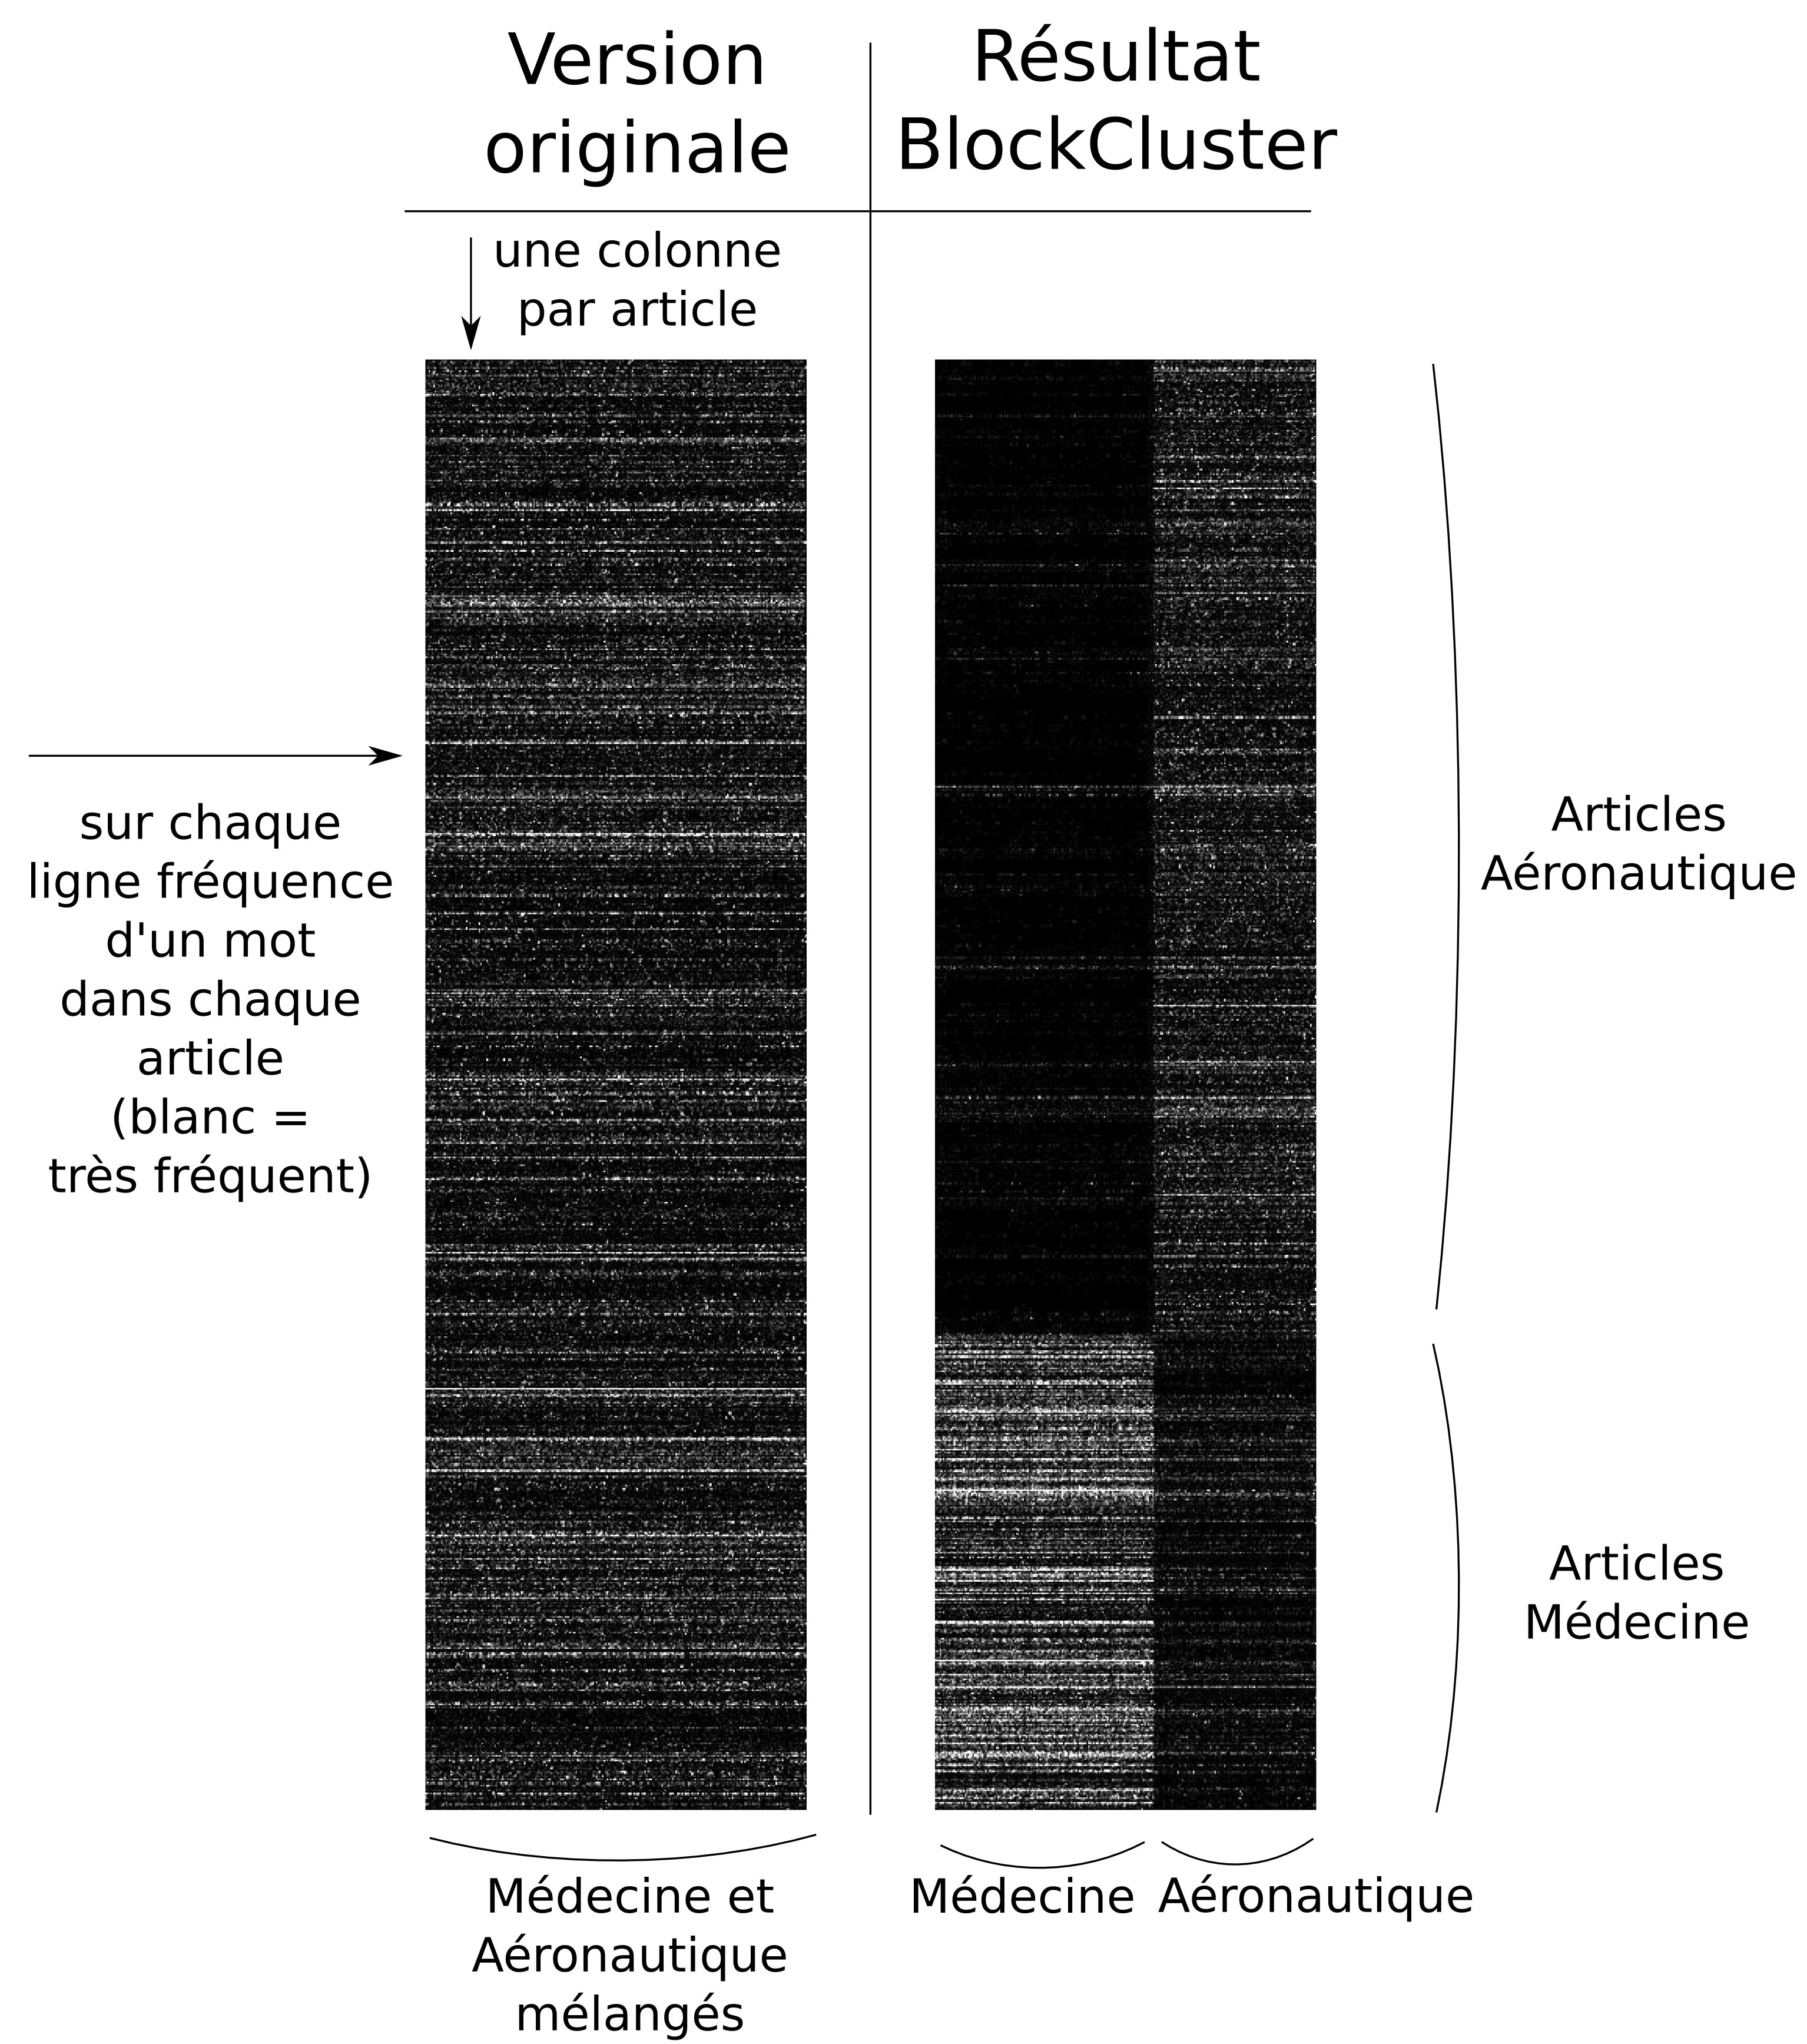 Version
originale
Résultat
BlockCluster
une colonne
par article
sur chaque
ligne fréquence
d'un mot
dans chaque
article
(blanc =
très fréquent)
Articles
Aéronautique
Articles
Médecine
Médecine et
Aéronautique
mélangés
Médecine
Aéronautique